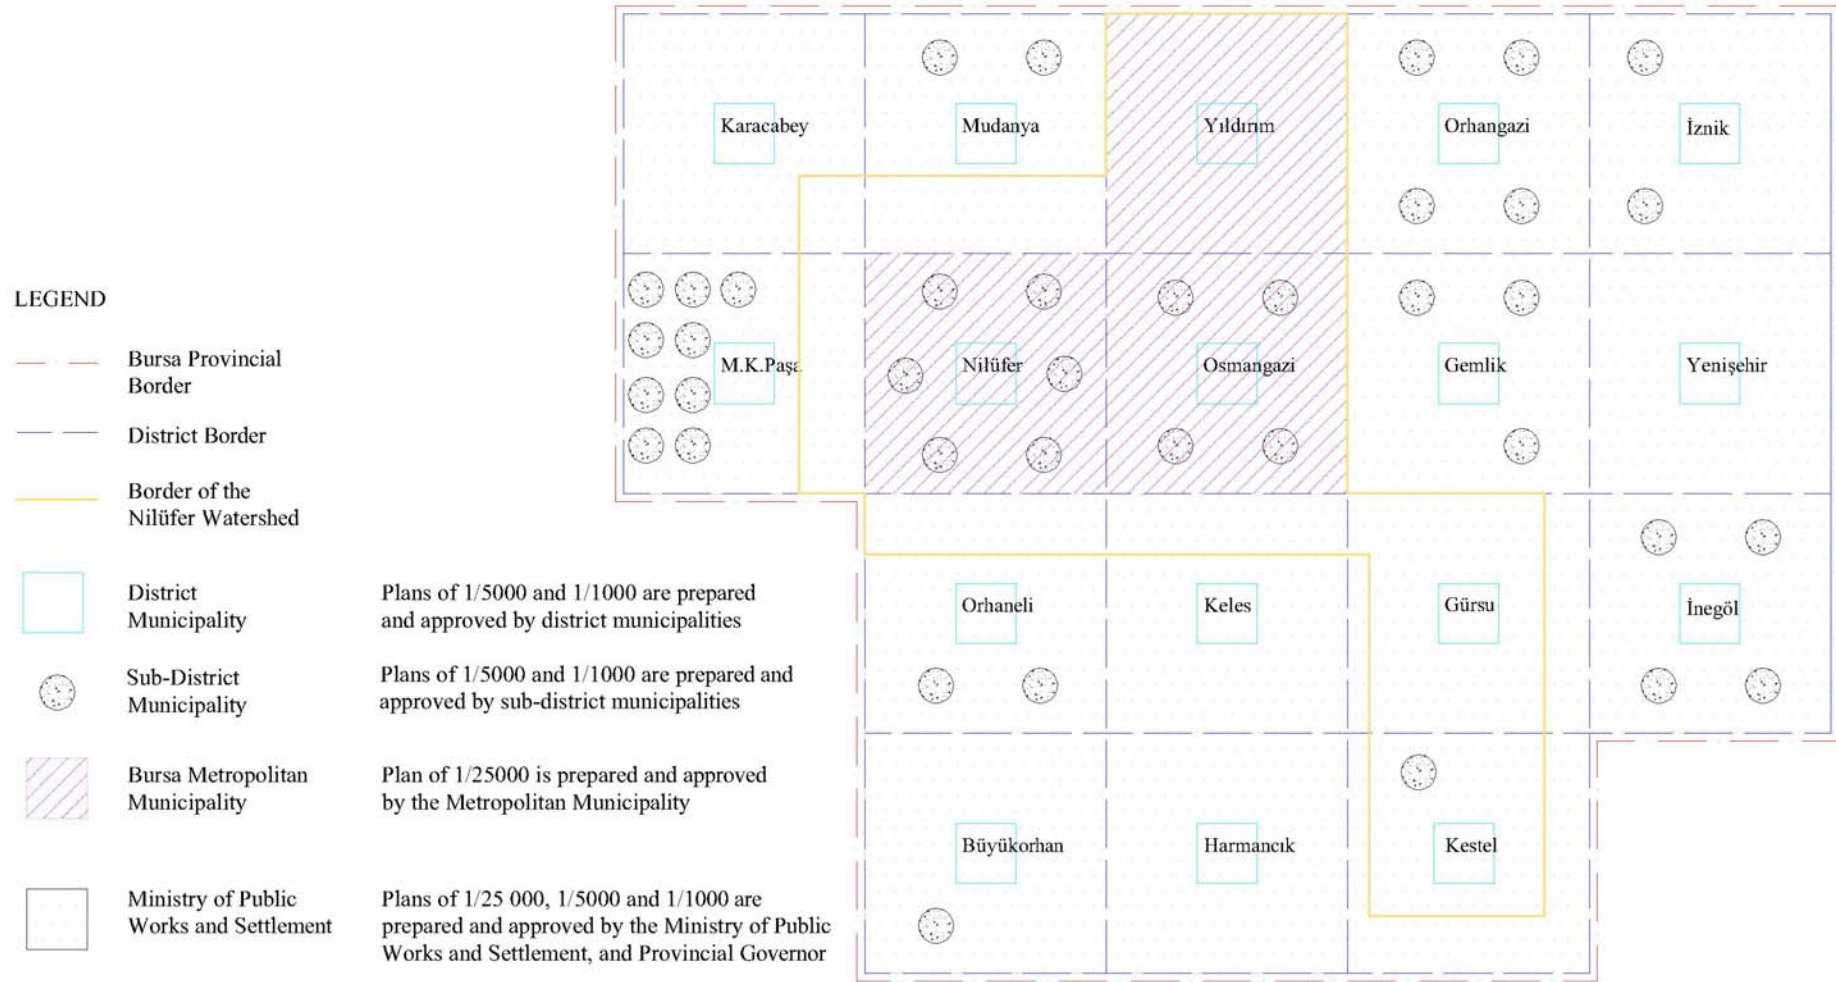 Karacabey
Mudanya
Yıldırım
Orhangazi
İznik
LEGEND
Bursa Provincial
Border
M.K.Paşa
Nilüfer
Osmangazi
Gemlik
Yenişehir
District Border
Border of the
Nilüfer Watershed
District
Municipality
Plans of 1/5000 and 1/1000 are prepared
and approved by district municipalities
Orhaneli
Keles
Gürsu
İnegöl
Sub-District
Municipality
Plans of 1/5000 and 1/1000 are prepared and
approved by sub-district municipalities
Bursa Metropolitan
Municipality
Plan of 1/25000 is prepared and approved
by the Metropolitan Municipality
Büyükorhan
Harmancık
Kestel
Ministry of Public
Works and Settlement
Plans of 1/25 000, 1/5000 and 1/1000 are
prepared and approved by the Ministry of Public
Works and Settlement, and Provincial Governor